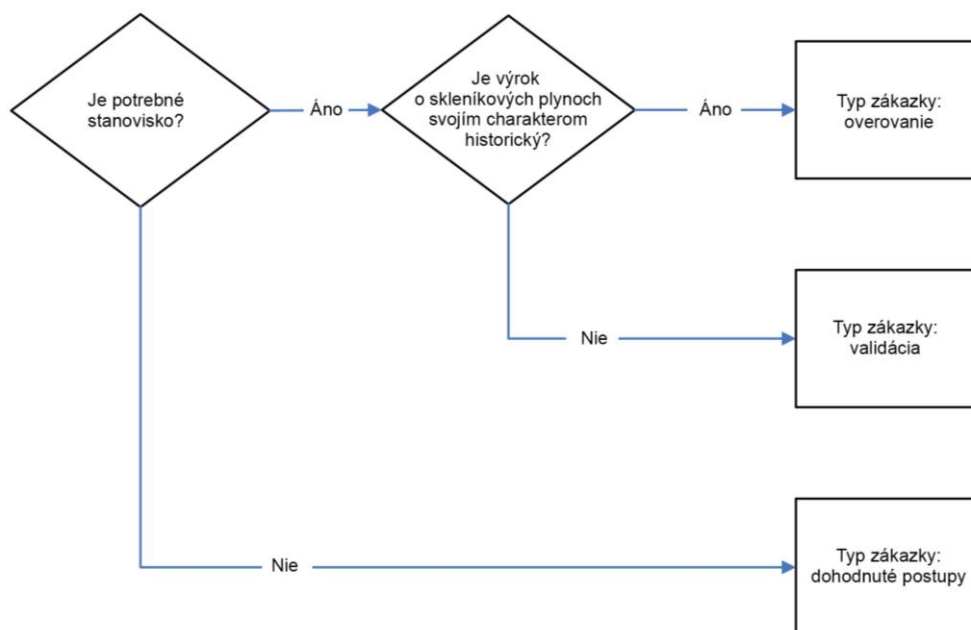 Je potrebné
stanovisko?
Áno
Je výrok
o skleníkových plynoch
svojím charakterom
historický?
Áno
Typ zákazky:
overovanie
Nie
Typ zákazky:
validácia
Nie
Typ zákazky:
dohodnuté postupy